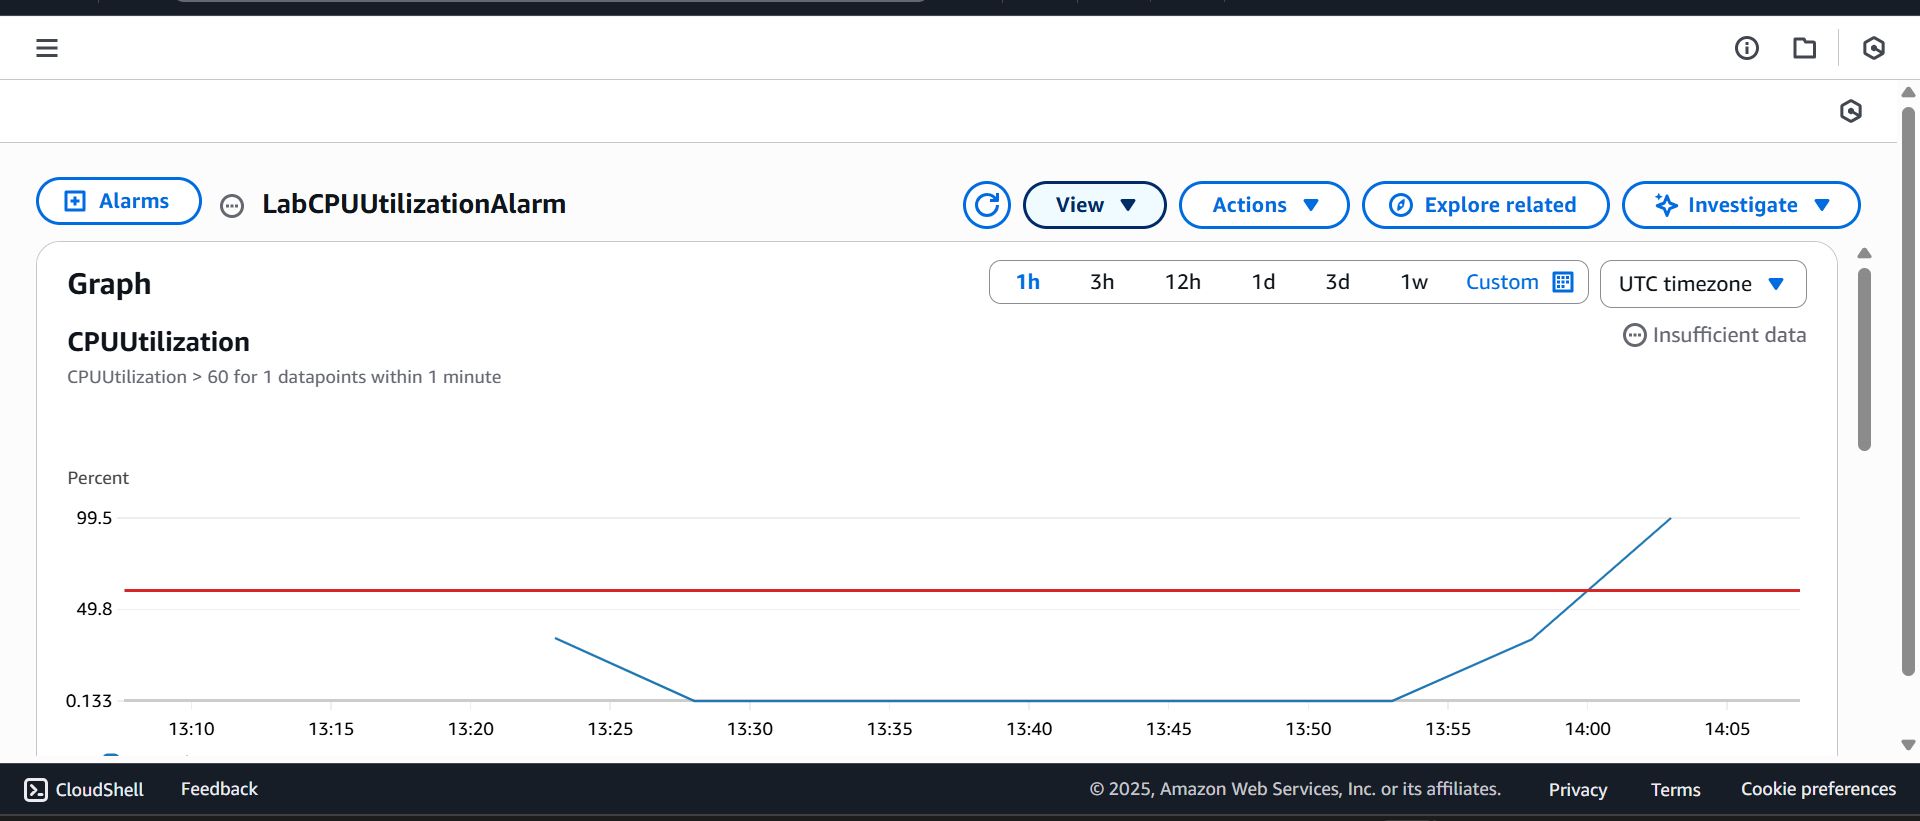 Alarms
LabCPUUtilizationAlarm
View
Actions
Explore related
Investigate
Graph
1h 3h 12h 1d 3d 1w Custom
UTC timezone
CPUUtilization
Insufficient data
CPUUtilization > 60 for 1 datapoints within 1 minute
Percent
99.5
49.8
0.133
13:10 13:15 13:20 13:25 13:30 13:35 13:40 13:45 13:50 13:55 14:00 14:05
CloudShell Feedback © 2025, Amazon Web Services, Inc. or its affiliates. Privacy Terms Cookie preferences